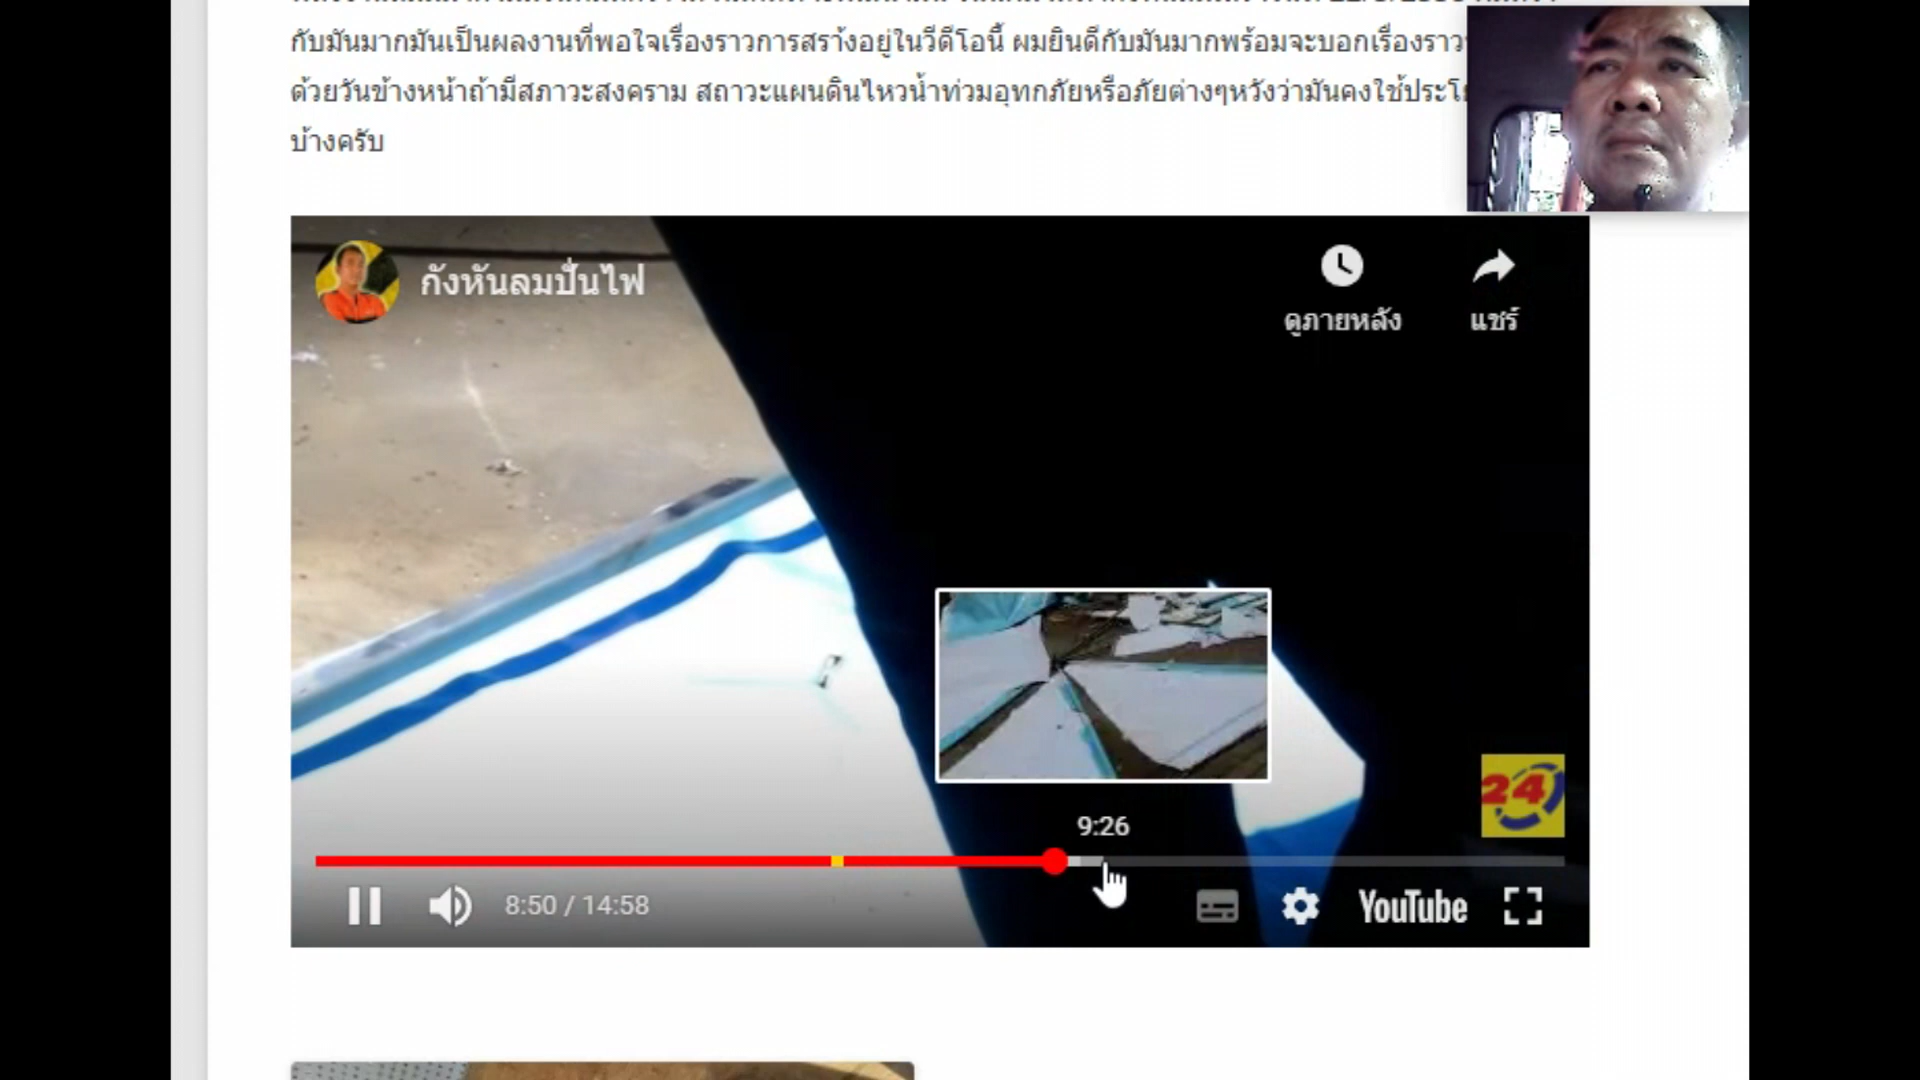 กับมันมากมันเป็นผลงานที่พอใจเรื่องราวการสร้างอยู่ในวีดีโอนี้ ผมยินดีกับมันมากพร้อมจะบอกเรื่องราว
ด้วยวันข้างหน้าถ้ามีสภาวะสงคราม สถาวะแผนดินไหวน้ำท่วมอุทกภัยหรือภัยต่างๆหวังว่ามันคงใช้
บ้างครับ
กังหันลมปั่นไฟ
ดูภายหลัง
แชร์
24
9:26
8:50 / 14:58
YouTube